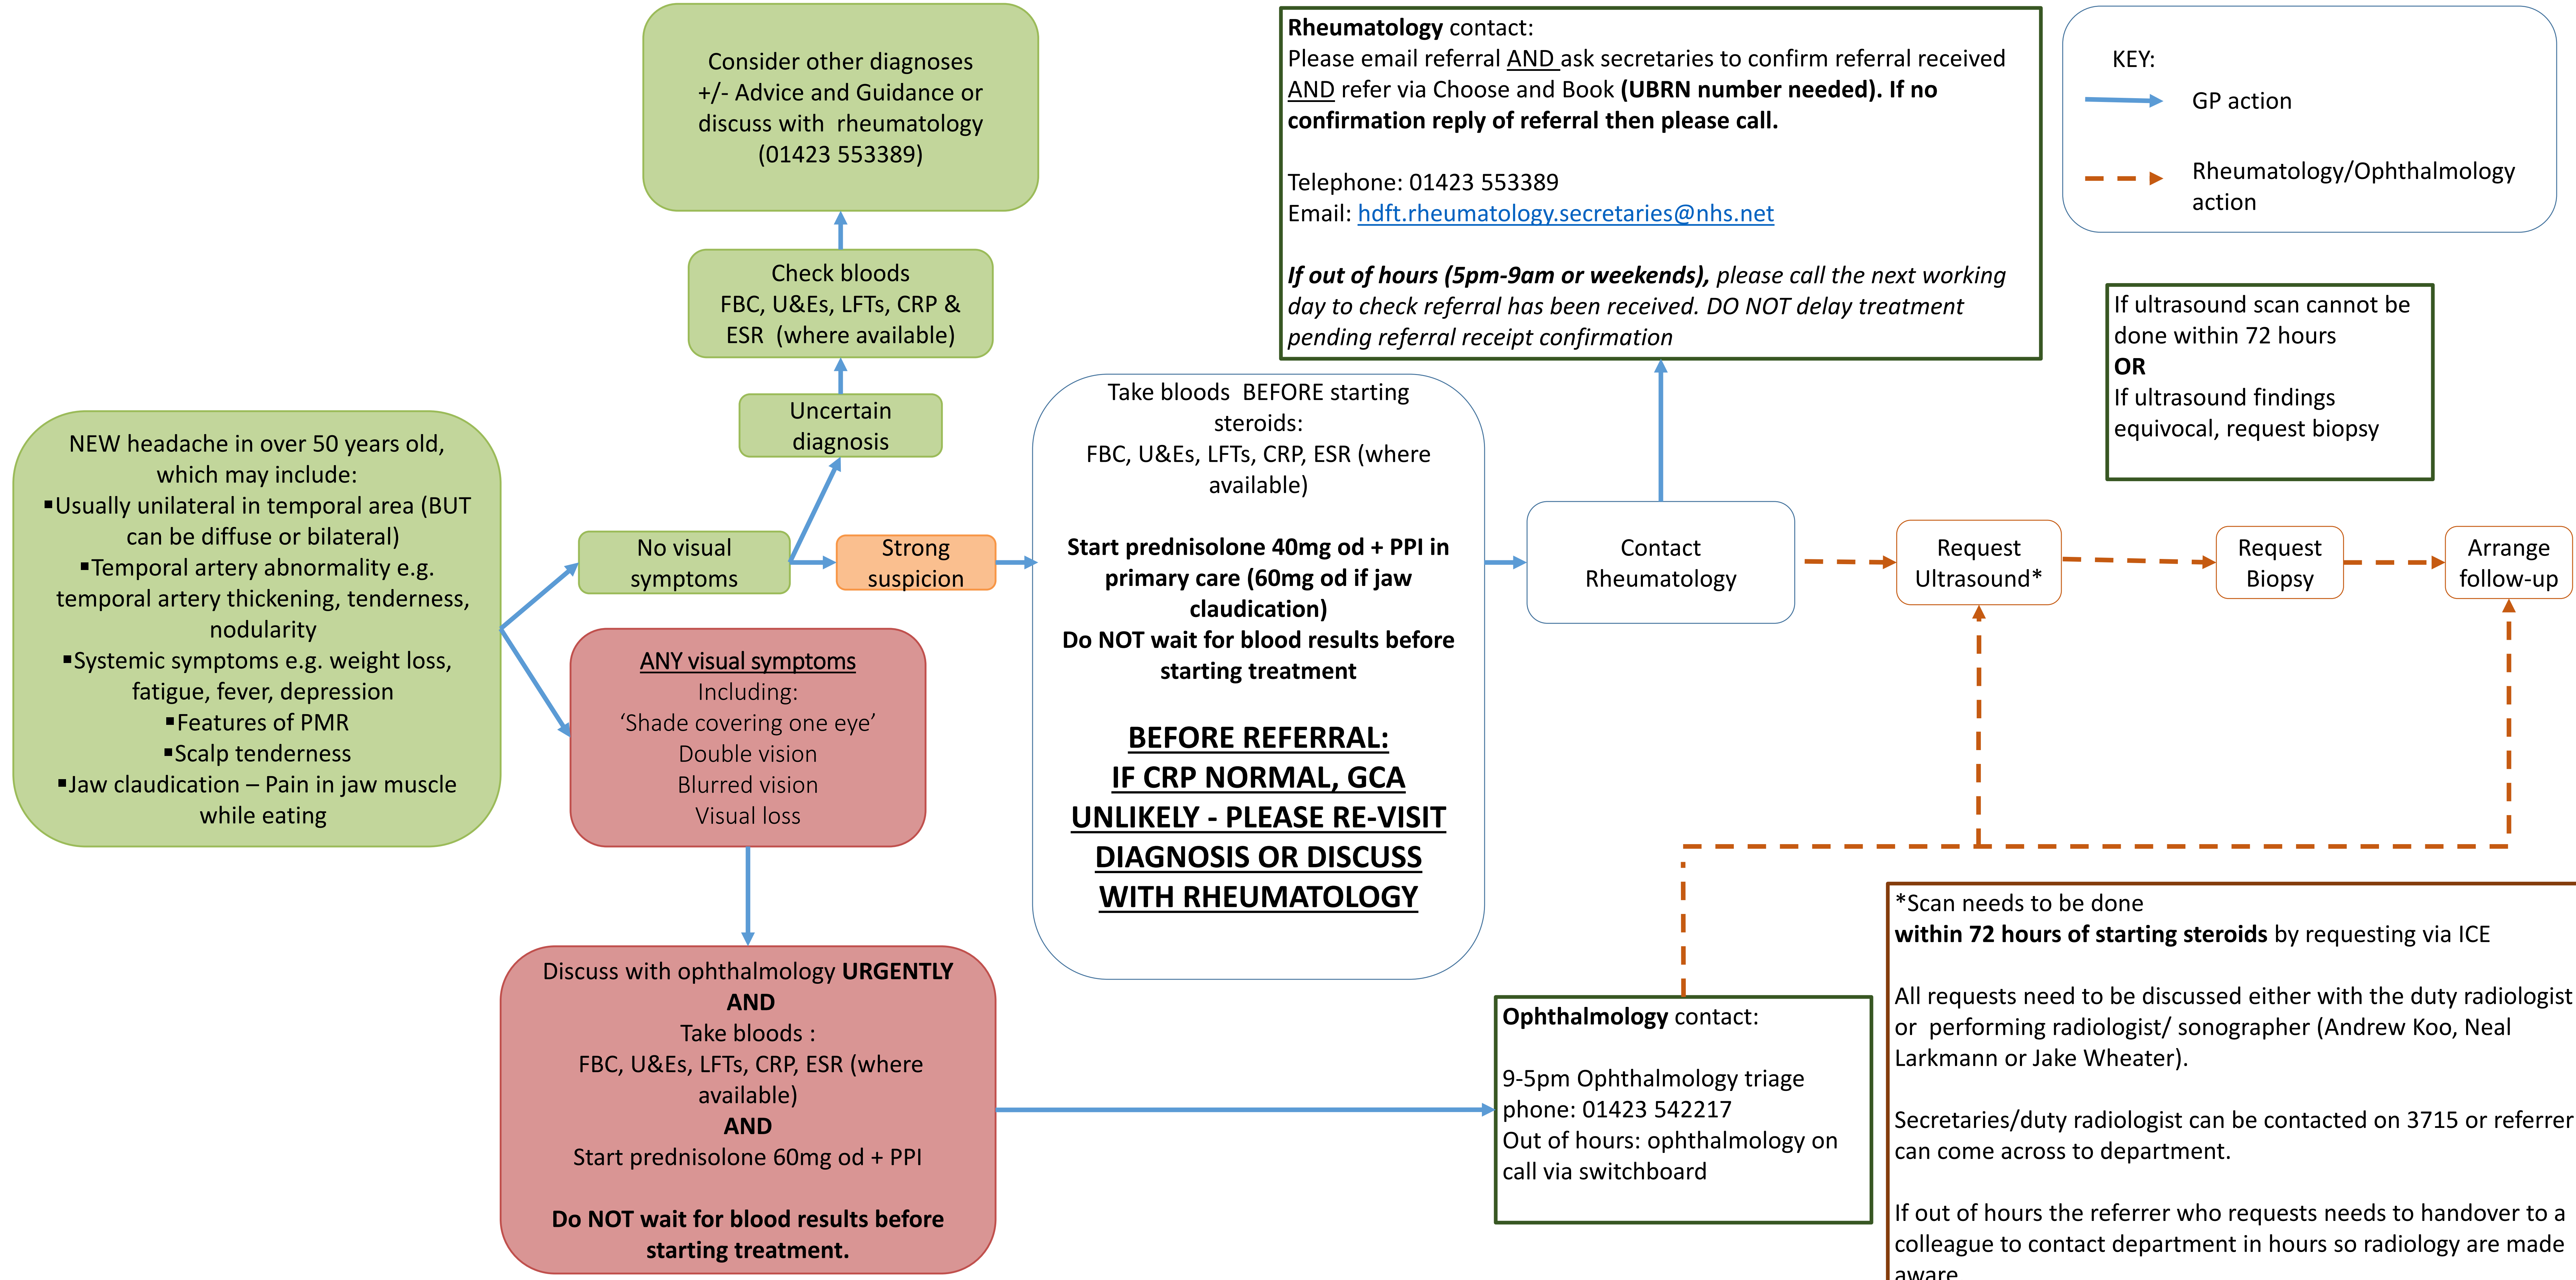 Consider other diagnoses
+/- Advice and Guidance or
discuss with rheumatology
(01423 553389)
Check bloods
FBC, U&Es, LFTs, CRP &
ESR (where available)
Uncertain
diagnosis
NEW headache in over 50 years old,
which may include:
▪Usually unilateral in temporal area (BUT
can be diffuse or bilateral)
▪Temporal artery abnormality e.g.
temporal artery thickening, tenderness,
nodularity
▪Systemic symptoms e.g. weight loss,
fatigue, fever, depression
▪Features of PMR
▪Scalp tenderness
▪Jaw claudication – Pain in jaw muscle
while eating
No visual
symptoms
Strong
suspicion
ANY visual symptoms
Including:
‘Shade covering one eye’
Double vision
Blurred vision
Visual loss
Discuss with ophthalmology URGENTLY
AND
Take bloods :
FBC, U&Es, LFTs, CRP, ESR (where
available)
AND
Start prednisolone 60mg od + PPI
Do NOT wait for blood results before
starting treatment.
Take bloods BEFORE starting
steroids:
FBC, U&Es, LFTs, CRP, ESR (where
available)
Start prednisolone 40mg od + PPI in
primary care (60mg od if jaw
claudication)
Do NOT wait for blood results before
starting treatment
BEFORE REFERRAL:
IF CRP NORMAL, GCA
UNLIKELY - PLEASE RE-VISIT
DIAGNOSIS OR DISCUSS
WITH RHEUMATOLOGY
Rheumatology contact:
Please email referral AND ask secretaries to confirm referral received
AND refer via Choose and Book (UBRN number needed). If no
confirmation reply of referral then please call.
Telephone: 01423 553389
Email: hdft.rheumatology.secretaries@nhs.net
If out of hours (5pm-9am or weekends), please call the next working
day to check referral has been received. DO NOT delay treatment
pending referral receipt confirmation
KEY:
GP action
Rheumatology/Ophthalmology
action
If ultrasound scan cannot be
done within 72 hours
OR
If ultrasound findings
equivocal, request biopsy
Contact
Rheumatology
Request
Ultrasound*
Request
Biopsy
Arrange
follow-up
Ophthalmology contact:
9-5pm Ophthalmology triage
phone: 01423 542217
Out of hours: ophthalmology on
call via switchboard
*Scan needs to be done
within 72 hours of starting steroids by requesting via ICE
All requests need to be discussed either with the duty radiologist
or performing radiologist/ sonographer (Andrew Koo, Neal
Larkmann or Jake Wheater).
Secretaries/duty radiologist can be contacted on 3715 or referrer
can come across to department.
If out of hours the referrer who requests needs to handover to a
colleague to contact department in hours so radiology are made
aware